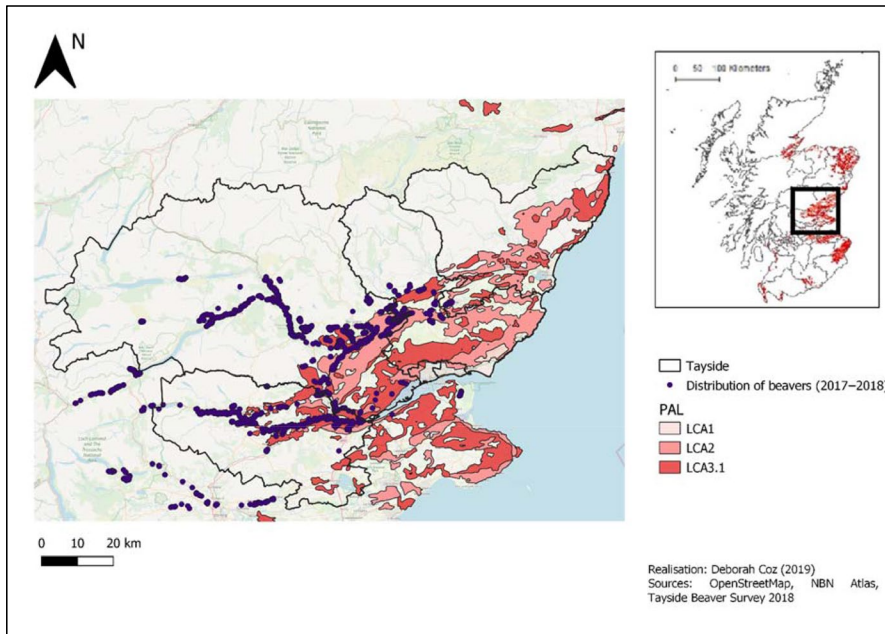 N
0 50 100 Kilometers
Tayside
Distribution of beavers (2017–2018)
PAL
LCA1
LCA2
LCA3.1
0 10 20 km
Realisation: Deborah Coz (2019)
Sources: OpenStreetMap, NBN Atlas,
Tayside Beaver Survey 2018